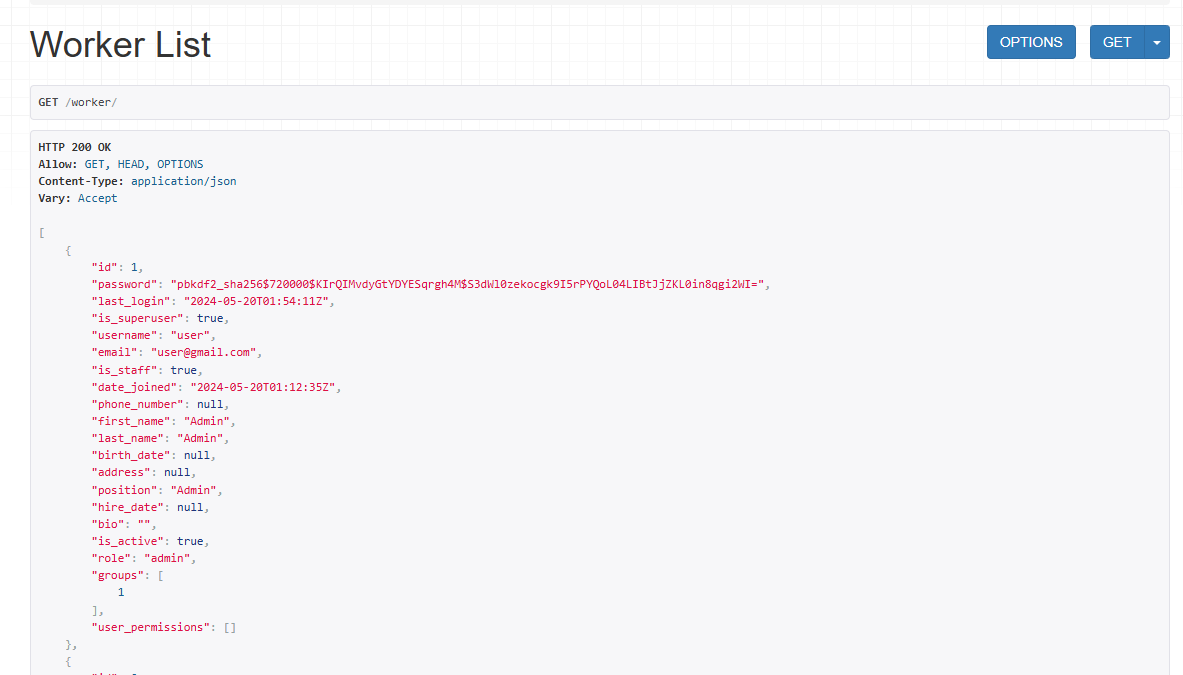 Worker List
OPTIONS
GET
GET /worker/
HTTP 200 OK
Allow: GET, HEAD, OPTIONS
Content-Type: application/json
Vary: Accept
[
{
"id": 1,
"password": "pbkdf2_sha256$720000$KIrQIMvdyGtYDYESqrgh4M$S3dWl0zekocgk9I5rPYQoL04LIBtJjZKL0in8qgi2WI=",
"last_login": "2024-05-20T01:54:11Z",
"is_superuser": true,
"username": "user",
"email": "user@gmail.com",
"is_staff": true,
"date_joined": "2024-05-20T01:12:35Z",
"phone_number": null,
"first_name": "Admin",
"last_name": "Admin",
"birth_date": null,
"address": null,
"position": "Admin",
"hire_date": null,
"bio": "",
"is_active": true,
"role": "admin",
"groups": [
1
],
"user_permissions": []
},
{